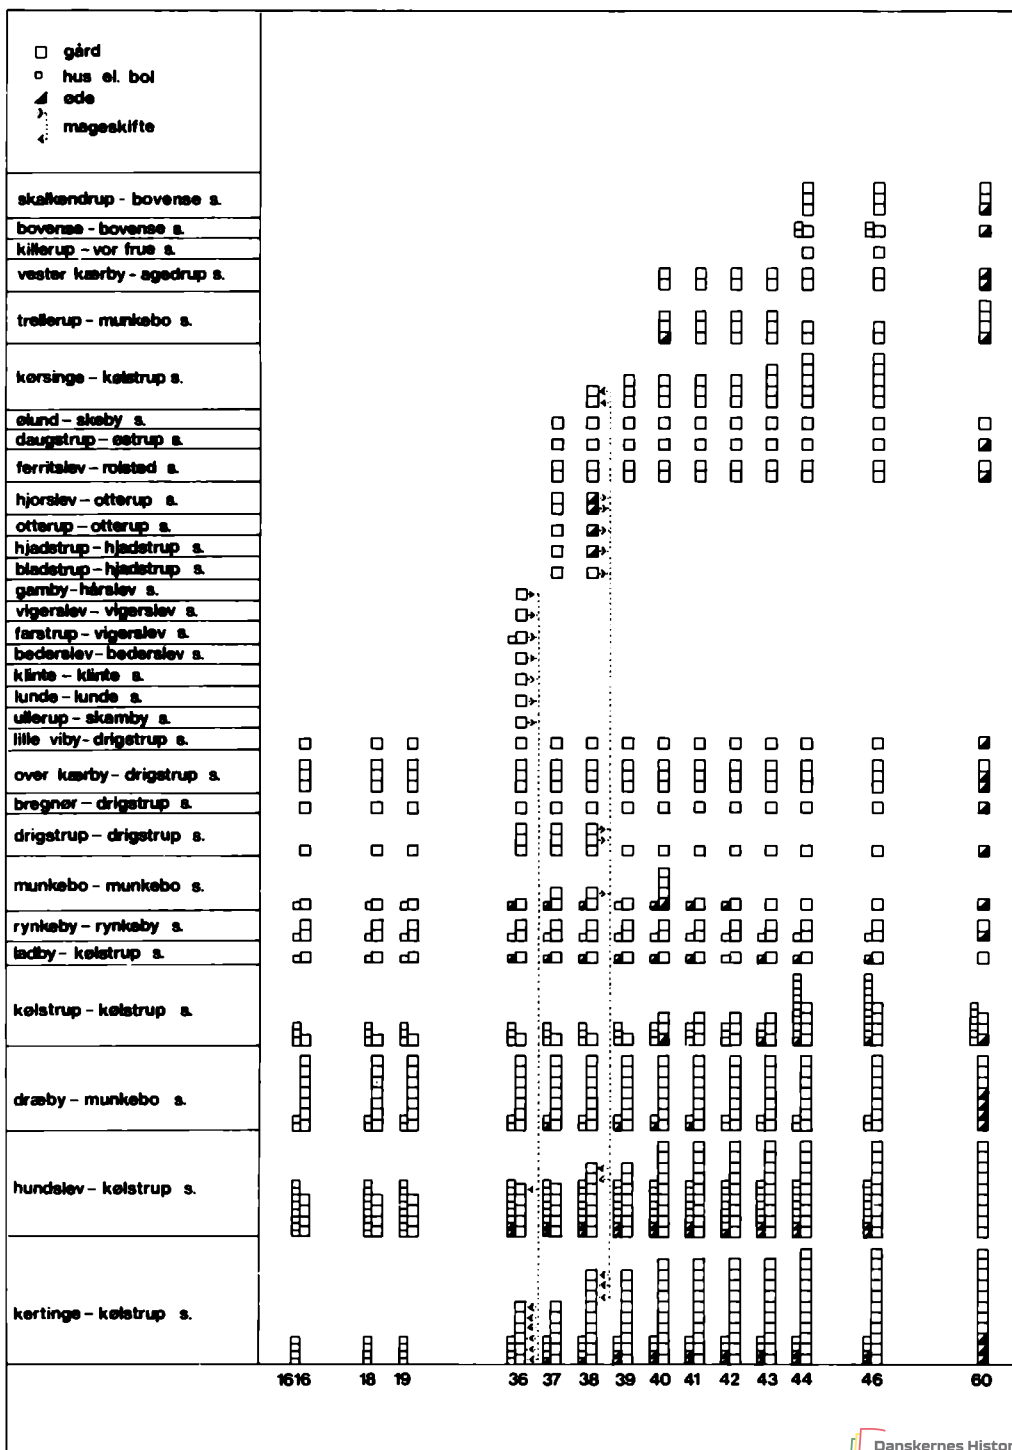 gård
hus el. bol
øde
mageskifte
skalkendrup - bovense s.
bovense - bovense s.
killerup - vor frue s.
vester kærby - agedrup s.
trellerup - munkebo s.
kørsinge - kølstrup s.
ølund - skeby s.
daugstrup - østrup s.
ferritslev - rolsted s.
hjorslev - otterup s.
otterup - otterup s.
hjadstrup - hjadstrup s.
bladstrup - hjadstrup s.
gamby - hårslev s.
vigerslev - vigerslev s.
farstrup - vigerslev s.
bederslev - bederslev s.
klinte - klinte s.
lunde - lunde s.
ullerup - skamby s.
lille viby - drigstrup s.
over kærby - drigstrup s.
bregnør - drigstrup s.
drigstrup - drigstrup s.
munkebo - munkebo s.
rynkeby - rynkeby s.
ladby - kølstrup s.
kølstrup - kølstrup s.
dræby - munkebo s.
hundslev - kølstrup s.
kertinge - kølstrup s.
1616 18 19 36 37 38 39 40 41 42 43 44 46 60
Danskernes Histor